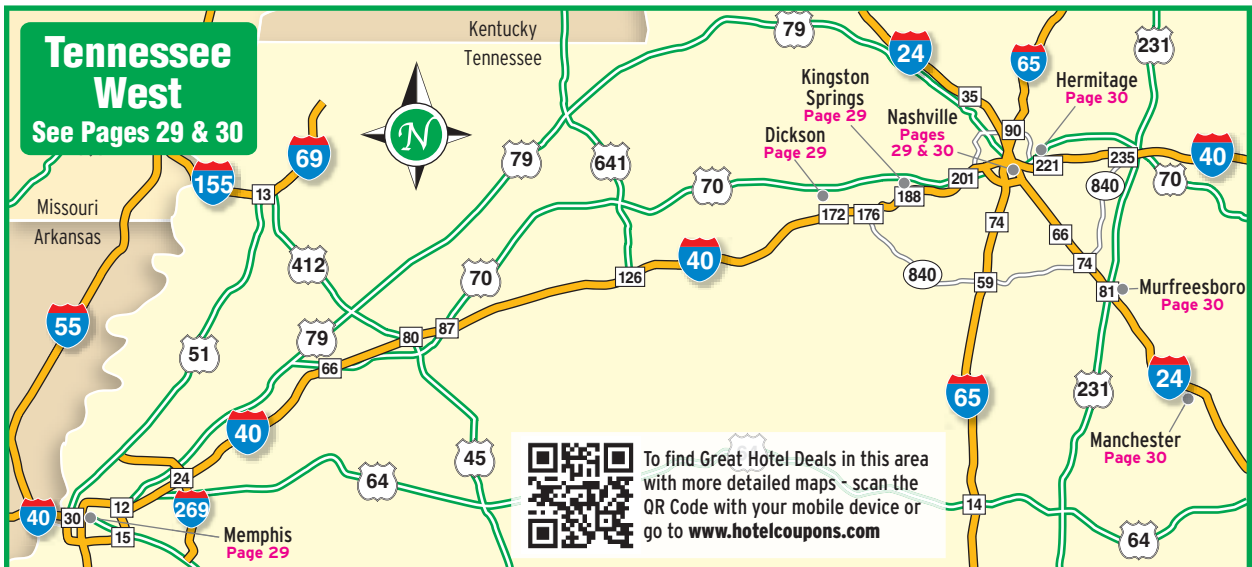 Tennessee
West
See Pages 29 & 30
Kentucky
Tennessee
Missouri
Arkansas
N
155
69
13
412
51
55
79
79
79
641
70
70
70
24
65
231
35
90
Kingston
Springs
Page 29
Dickson
Page 29
Nashville
Pages
29 & 30
Hermitage
Page 30
221
235
40
840
201
188
172
176
74
66
74
840
59
81
Murfreesboro
Page 30
40
126
87
80
66
40
24
12
30
15
40
269
Memphis
Page 29
64
45
65
231
24
Manchester
Page 30
14
64
64
To find Great Hotel Deals in this area
with more detailed maps - scan the
QR Code with your mobile device or
go to www.hotelcoupons.com